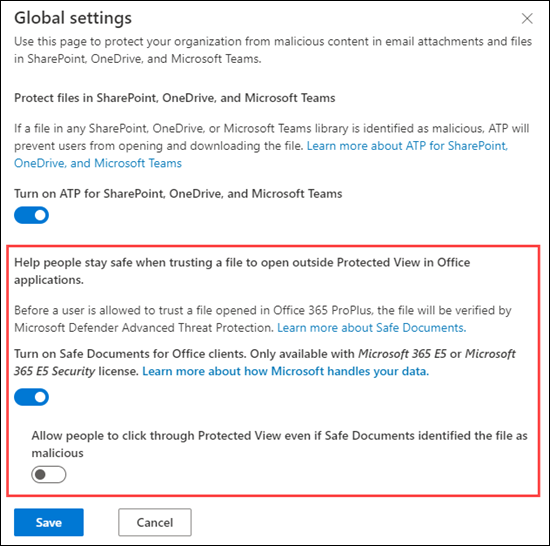 Global settings
Use this page to protect your organization from malicious content in email attachments and files
in SharePoint, OneDrive, and Microsoft Teams.
Protect files in SharePoint, OneDrive, and Microsoft Teams
If a file in any SharePoint, OneDrive, or Microsoft Teams library is identified as malicious, ATP will
prevent users from opening and downloading the file. Learn more about ATP for SharePoint,
OneDrive, and Microsoft Teams
Turn on ATP for SharePoint, OneDrive, and Microsoft Teams
Help people stay safe when trusting a file to open outside Protected View in Office
applications.
Before a user is allowed to trust a file opened in Office 365 ProPlus, the file will be verified by
Microsoft Defender Advanced Threat Protection. Learn more about Safe Documents.
Turn on Safe Documents for Office clients. Only available with Microsoft 365 E5 or Microsoft
365 E5 Security license. Learn more about how Microsoft handles your data.
Allow people to click through Protected View even if Safe Documents identified the file as
malicious
Save
Cancel